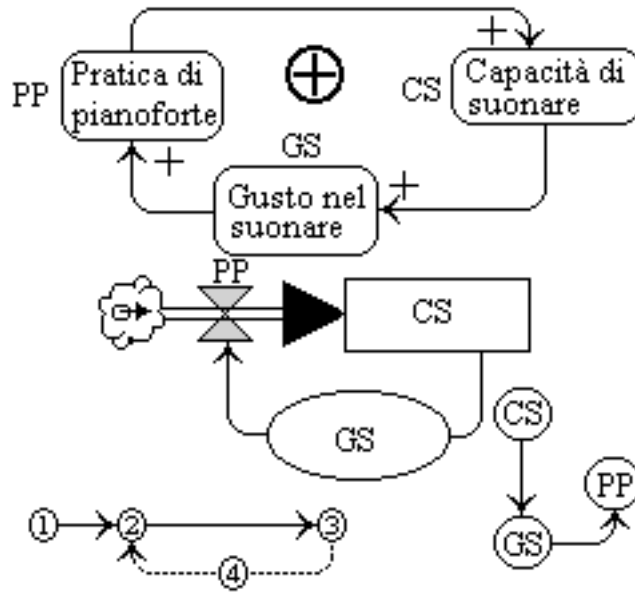 +
PP
Pratica di
pianoforte
+
CS
Capacità di
suonare
+
GS
+
Gusto nel
suonare
+
PP
CS
GS
CS
PP
GS
1
2
3
4